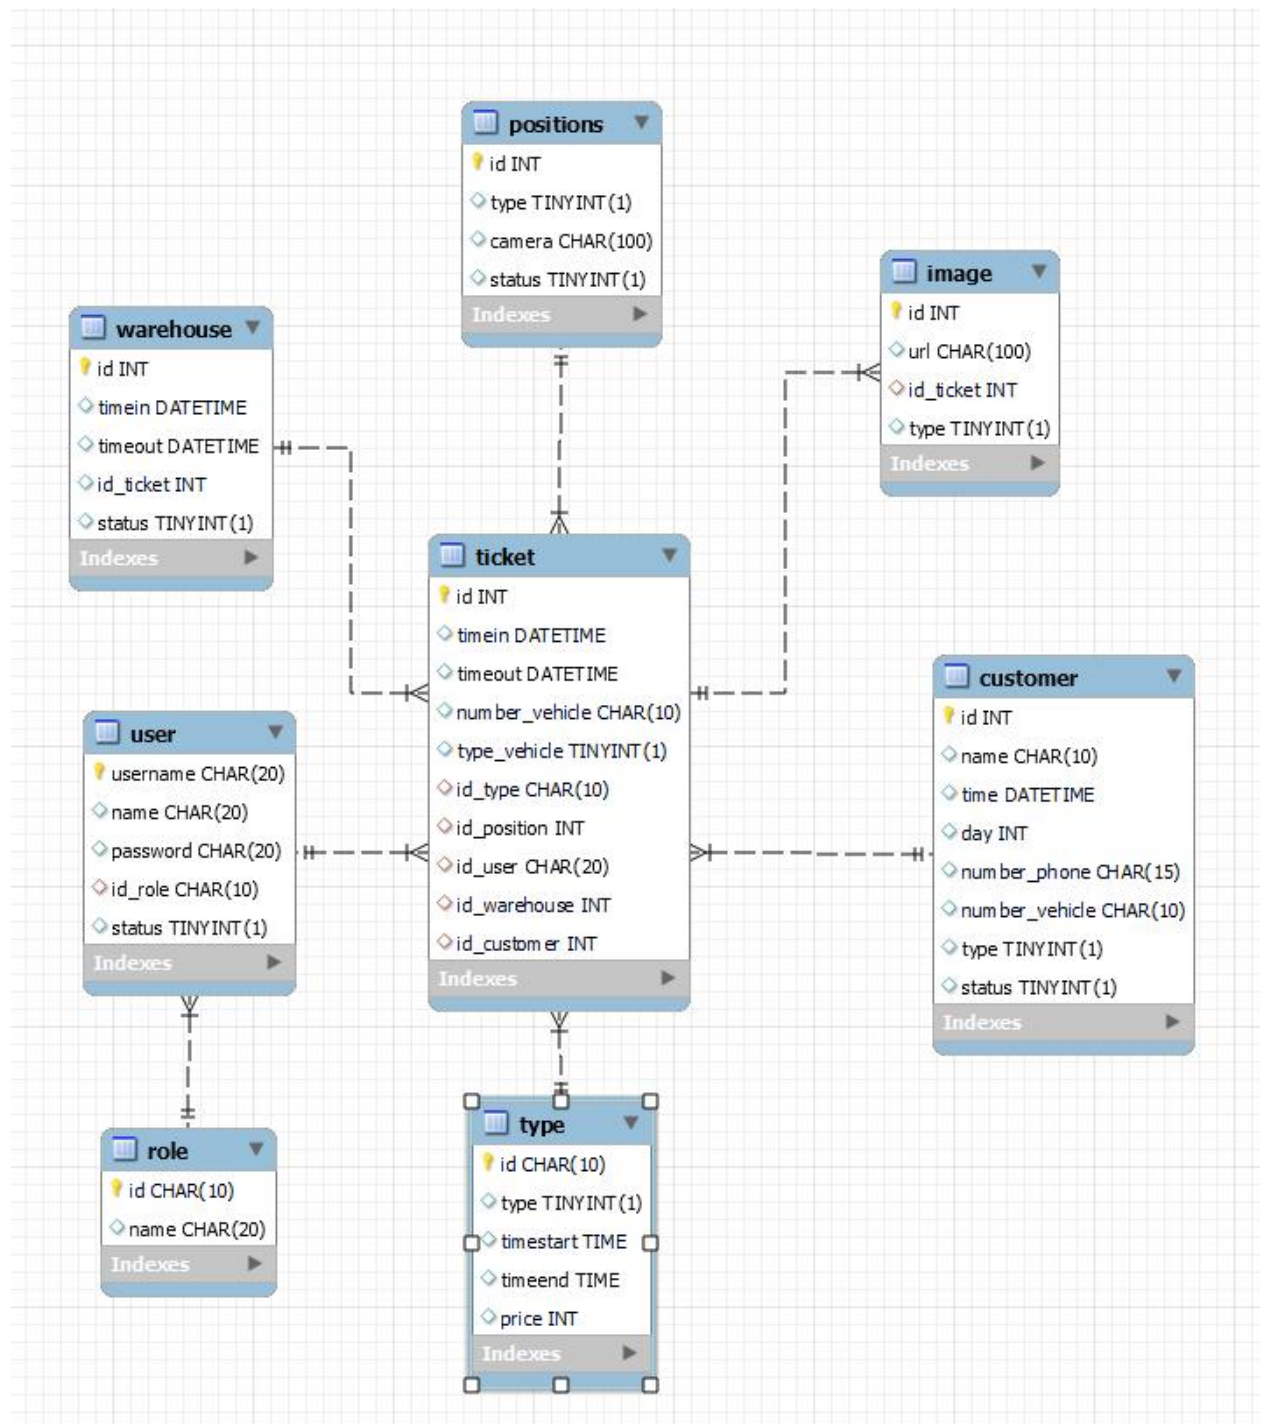 positions
id INT
type TINYINT(1)
camera CHAR(100)
status TINYINT(1)
Indexes
image
id INT
url CHAR(100)
id_ticket INT
type TINYINT(1)
Indexes
warehouse
id INT
timein DATETIME
timeout DATETIME
id_ticket INT
status TINYINT(1)
Indexes
ticket
id INT
timein DATETIME
timeout DATETIME
number_vehicle CHAR(10)
type_vehicle TINYINT(1)
id_type CHAR(10)
id_position INT
id_user CHAR(20)
id_warehouse INT
id_customer INT
Indexes
customer
id INT
name CHAR(10)
time DATETIME
day INT
number_phone CHAR(15)
number_vehicle CHAR(10)
type TINYINT(1)
status TINYINT(1)
Indexes
user
username CHAR(20)
name CHAR(20)
password CHAR(20)
id_role CHAR(10)
status TINYINT(1)
Indexes
role
id CHAR(10)
name CHAR(20)
Indexes
type
id CHAR(10)
type TINYINT(1)
timestart TIME
timeend TIME
price INT
Indexes